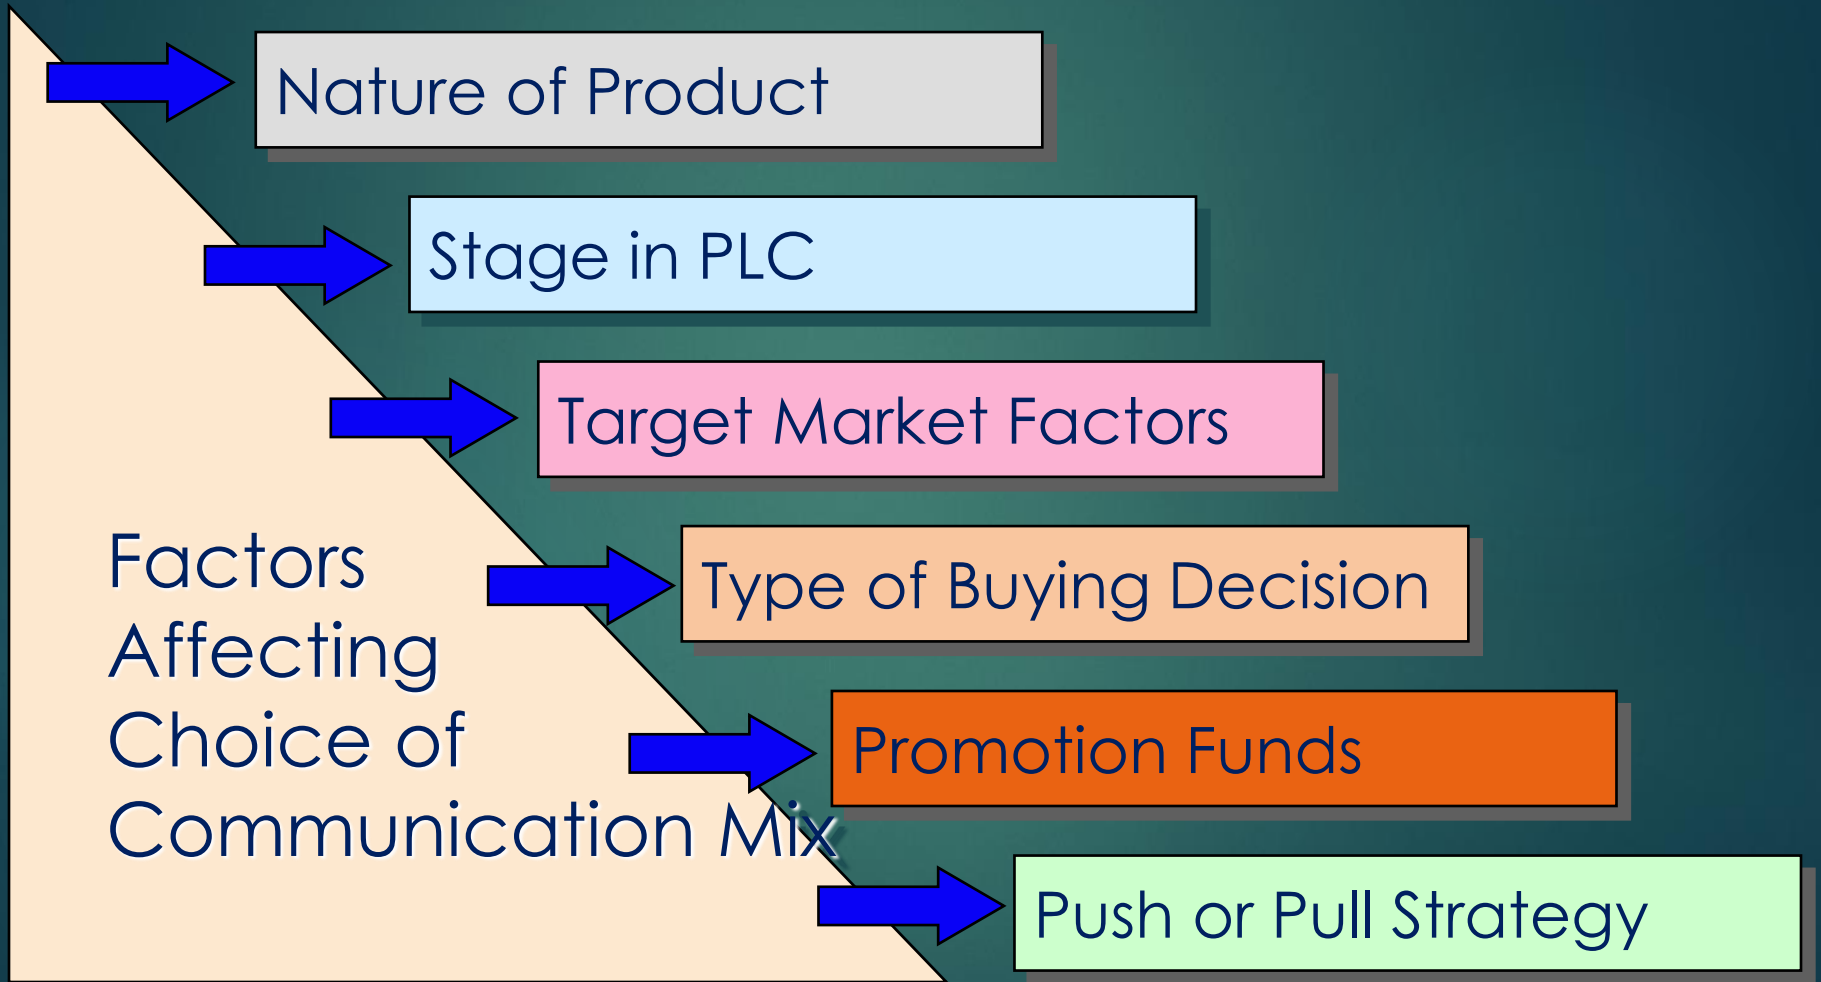 Nature of Product
Stage in PLC
Target Market Factors
Type of Buying Decision
Promotion Funds
Push or Pull Strategy
Factors
Affecting
Choice of
Communication Mix